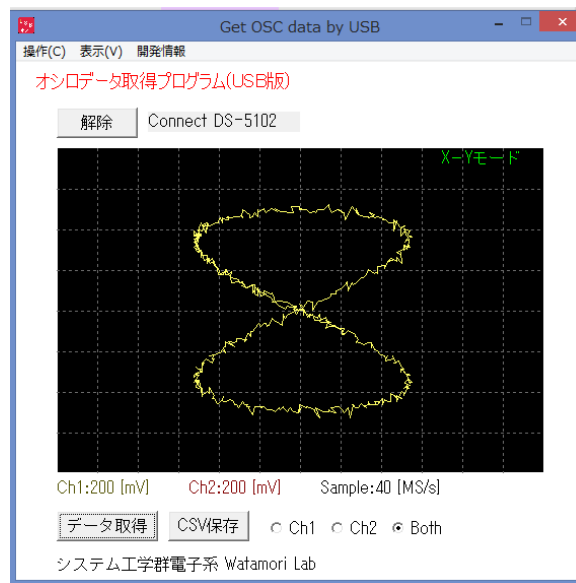 Get OSC data by USB
操作(C) 表示(V) 開発情報
オシロデータ取得プログラム(USB版)
解除 Connect DS-5102
X-Yモード
Ch1:200 [mV] Ch2:200 [mV] Sample:40 [MS/s]
データ取得 CSV保存 Ch1 Ch2 Both
システム工学群電子系 Watamori Lab